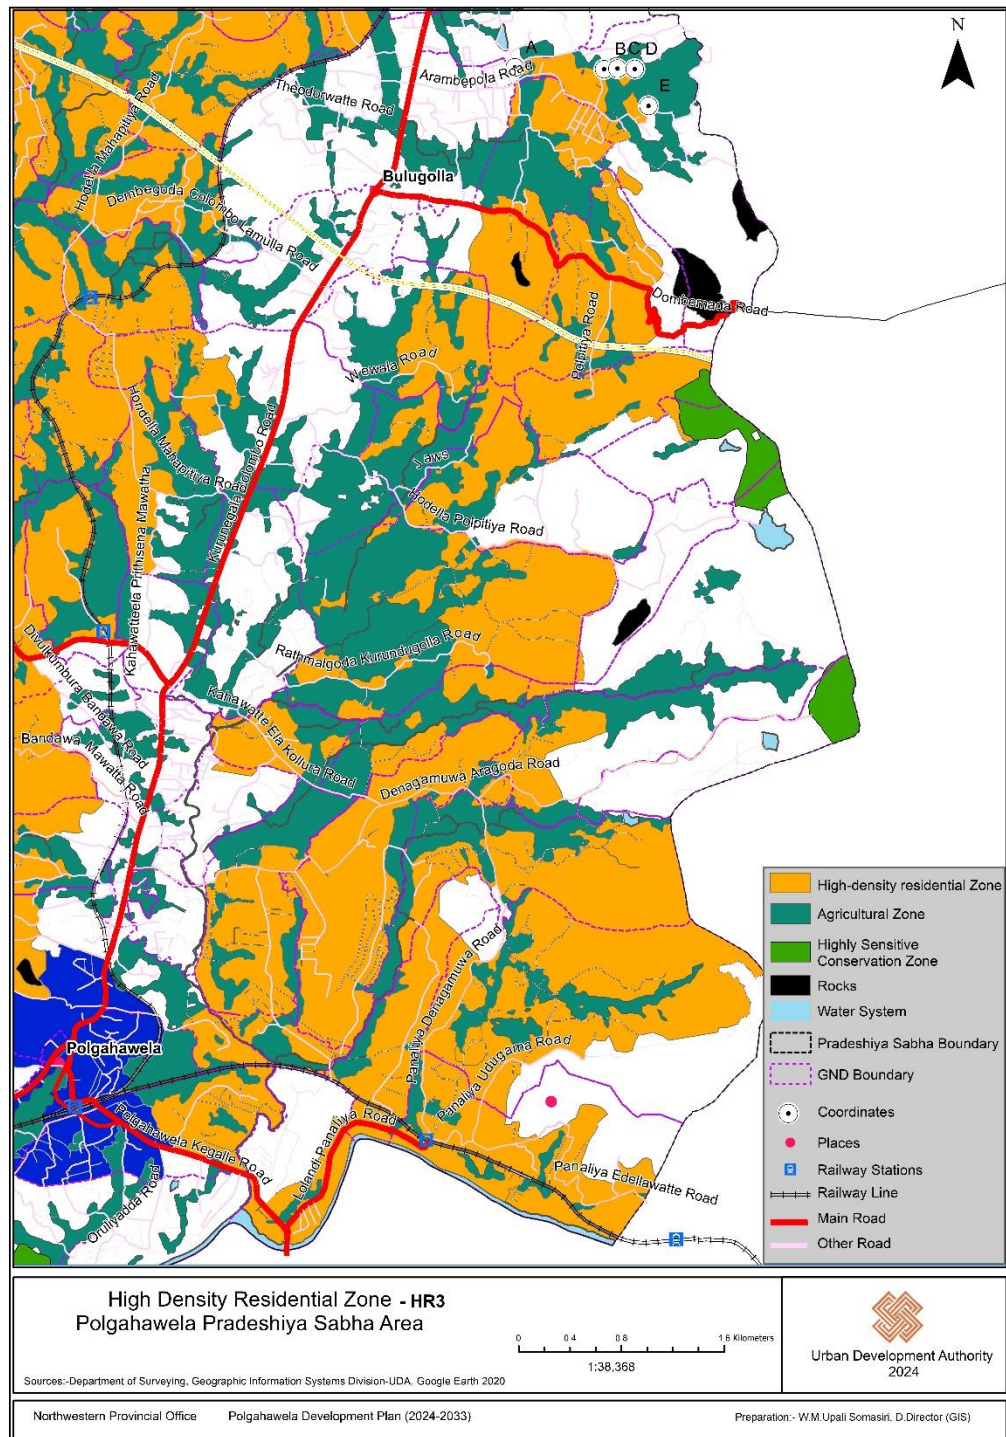 N
A
B C D
E
Arambepola Road
Theodorwatte Road
Hodella Mahapitiya Road
Bulugolla
Dembegoda Colombo Lamulla Road
Dombemada Road
Polpitiya Road
Wewala Road
Hondella Mahapitiya Road
Kurunegala Colombo Road
Jaws
Hodella Polpitiya Road
Kahawatteela Prithisena Mawatha
Rathmalgoda Kurundugolla Road
Divulkumbura Bandawa Road
Kahawatte Ela Kollura Road
Bandawa Mawatta Road
Denagamuwa Aragoda Road
Panaliya Denagamuwa Road
Polgahawela
Panaliya Udugama Road
Polgahawela Kegalle Road
Lolandi Panaliya Road
Panaliya Edellawatte Road
Oruliyadda Road
High-density residential Zone
Agricultural Zone
Highly Sensitive
Conservation Zone
Rocks
Water System
Pradeshiya Sabha Boundary
GND Boundary
Coordinates
Places
Railway Stations
Railway Line
Main Road
Other Road
High Density Residential Zone - HR3
Polgahawela Pradeshiya Sabha Area
0 0.4 0.8 1.6 Kilometers
1:38,368
Sources:-Department of Surveying, Geographic Information Systems Division-UDA, Google Earth 2020
Urban Development Authority
2024
Northwestern Provincial Office Polgahawela Development Plan (2024-2033) Preparation:- W.M.Upali Somasiri. D.Director (GIS)